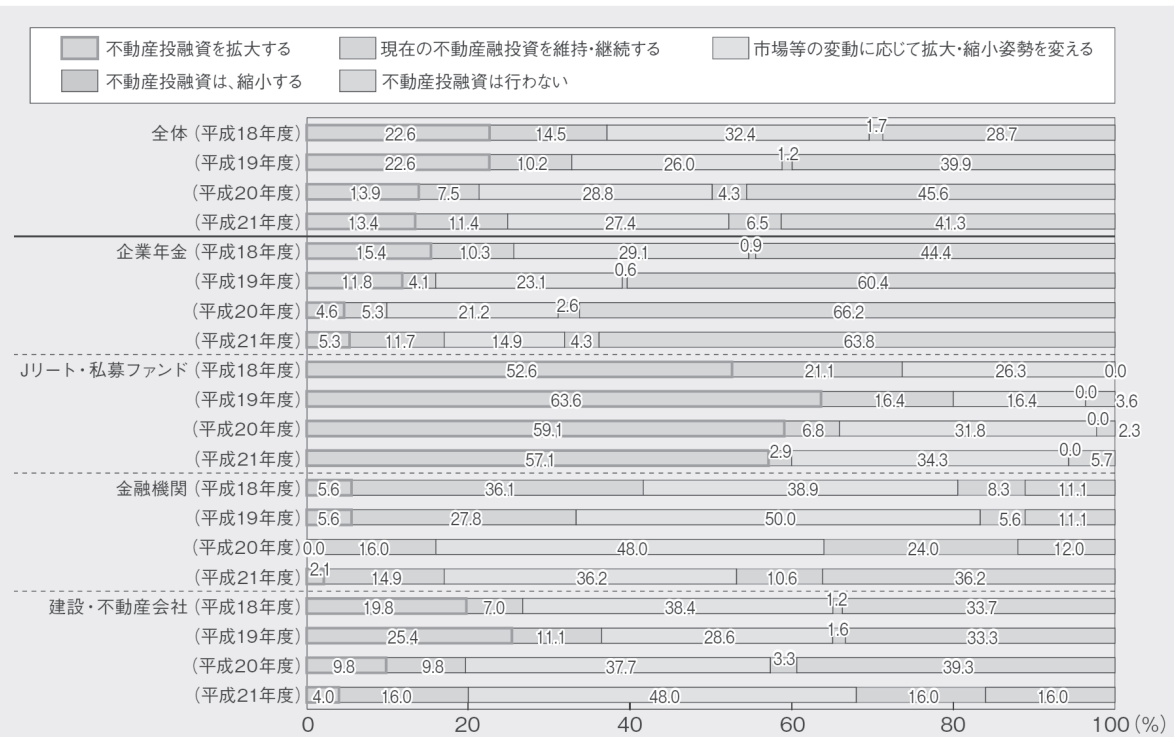 不動産投融資を拡大する 現在の不動産融投資を維持・継続する 市場等の変動に応じて拡大・縮小姿勢を変える
不動産投融資は、縮小する 不動産投融資は行わない
全体（平成18年度） 22.6 14.5 32.4 1.7 28.7
（平成19年度） 22.6 10.2 26.0 1.2 39.9
（平成20年度） 13.9 7.5 28.8 4.3 45.6
（平成21年度） 13.4 11.4 27.4 6.5 41.3
企業年金（平成18年度） 15.4 10.3 29.1 0.9 44.4
（平成19年度） 11.8 4.1 23.1 0.6 60.4
（平成20年度） 4.6 5.3 21.2 2.6 66.2
（平成21年度） 5.3 11.7 14.9 4.3 63.8
Jリート・私募ファンド（平成18年度） 52.6 21.1 26.3 0.0
（平成19年度） 63.6 16.4 16.4 0.0 3.6
（平成20年度） 59.1 6.8 31.8 0.0 2.3
（平成21年度） 57.1 2.9 34.3 0.0 5.7
金融機関（平成18年度） 5.6 36.1 38.9 8.3 11.1
（平成19年度） 5.6 27.8 50.0 5.6 11.1
（平成20年度） 0.0 16.0 48.0 24.0 12.0
（平成21年度） 2.1 14.9 36.2 10.6 36.2
建設・不動産会社（平成18年度） 19.8 7.0 38.4 1.2 33.7
（平成19年度） 25.4 11.1 28.6 1.6 33.3
（平成20年度） 9.8 9.8 37.7 3.3 39.3
（平成21年度） 4.0 16.0 48.0 16.0 16.0
0 20 40 60 80 100（%）